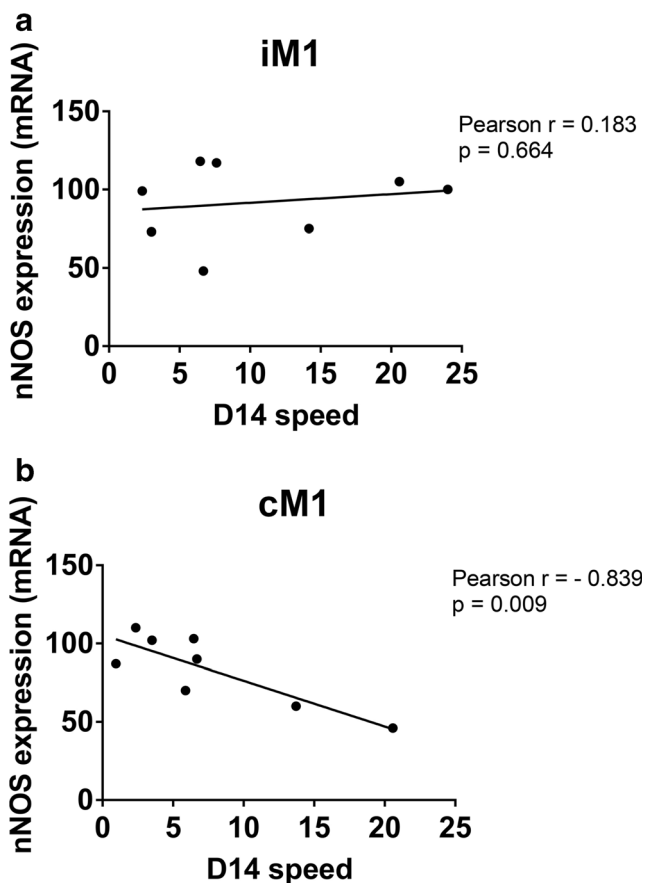 a
iM1
nNOS expression (mRNA)
150
100
50
0
0 5 10 15 20 25
D14 speed
Pearson r = 0.183
p = 0.664
b
cM1
nNOS expression (mRNA)
150
100
50
0
0 5 10 15 20 25
D14 speed
Pearson r = - 0.839
p = 0.009